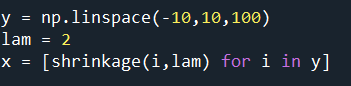 y = np.linspace(-10,10,100)
lam = 2
x = [shrinkage(i,lam) for i in y]